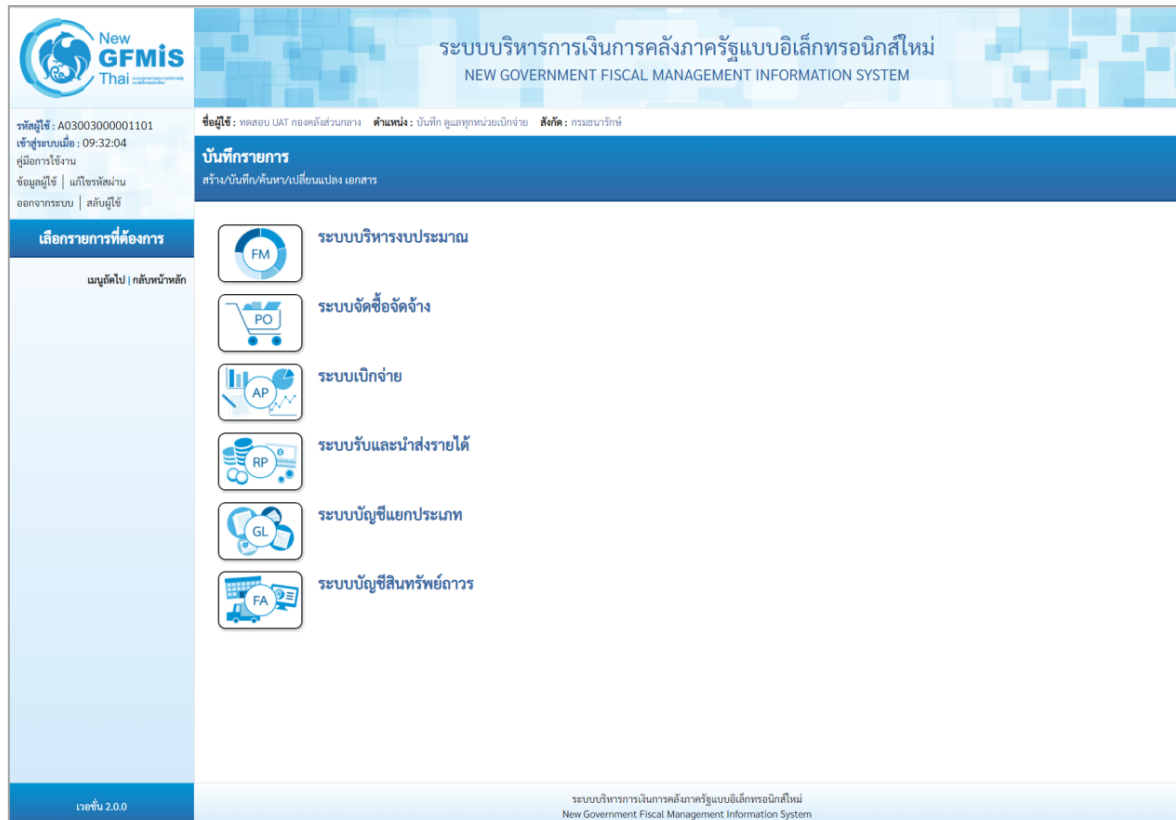 New
GFMiS
Thai
ระบบบริหารการเงินการคลังภาครัฐแบบอิเล็กทรอนิกส์ใหม่
NEW GOVERNMENT FISCAL MANAGEMENT INFORMATION SYSTEM
รหัสผู้ใช้ : A03003000001101
เข้าสู่ระบบเมื่อ : 09:32:04
คู่มือการใช้งาน
ข้อมูลผู้ใช้ | แก้ไขรหัสผ่าน
ออกจากระบบ | สลับผู้ใช้
ชื่อผู้ใช้ : ทดสอบ UAT กองคลังส่วนกลาง ตำแหน่ง : บันทึก ดูแลทุกหน่วยเบิกจ่าย สังกัด : กรมธนารักษ์
บันทึกรายการ
สร้าง/บันทึก/ค้นหา/เปลี่ยนแปลง เอกสาร
เลือกรายการที่ต้องการ
เมนูถัดไป | กลับหน้าหลัก
FM
ระบบบริหารงบประมาณ
PO
ระบบจัดซื้อจัดจ้าง
AP
ระบบเบิกจ่าย
RP
ระบบรับและนำส่งรายได้
GL
ระบบบัญชีแยกประเภท
FA
ระบบบัญชีสินทรัพย์ถาวร
เวอชั่น 2.0.0
ระบบบริหารการเงินการคลังภาครัฐแบบอิเล็กทรอนิกส์ใหม่
New Government Fiscal Management Information System